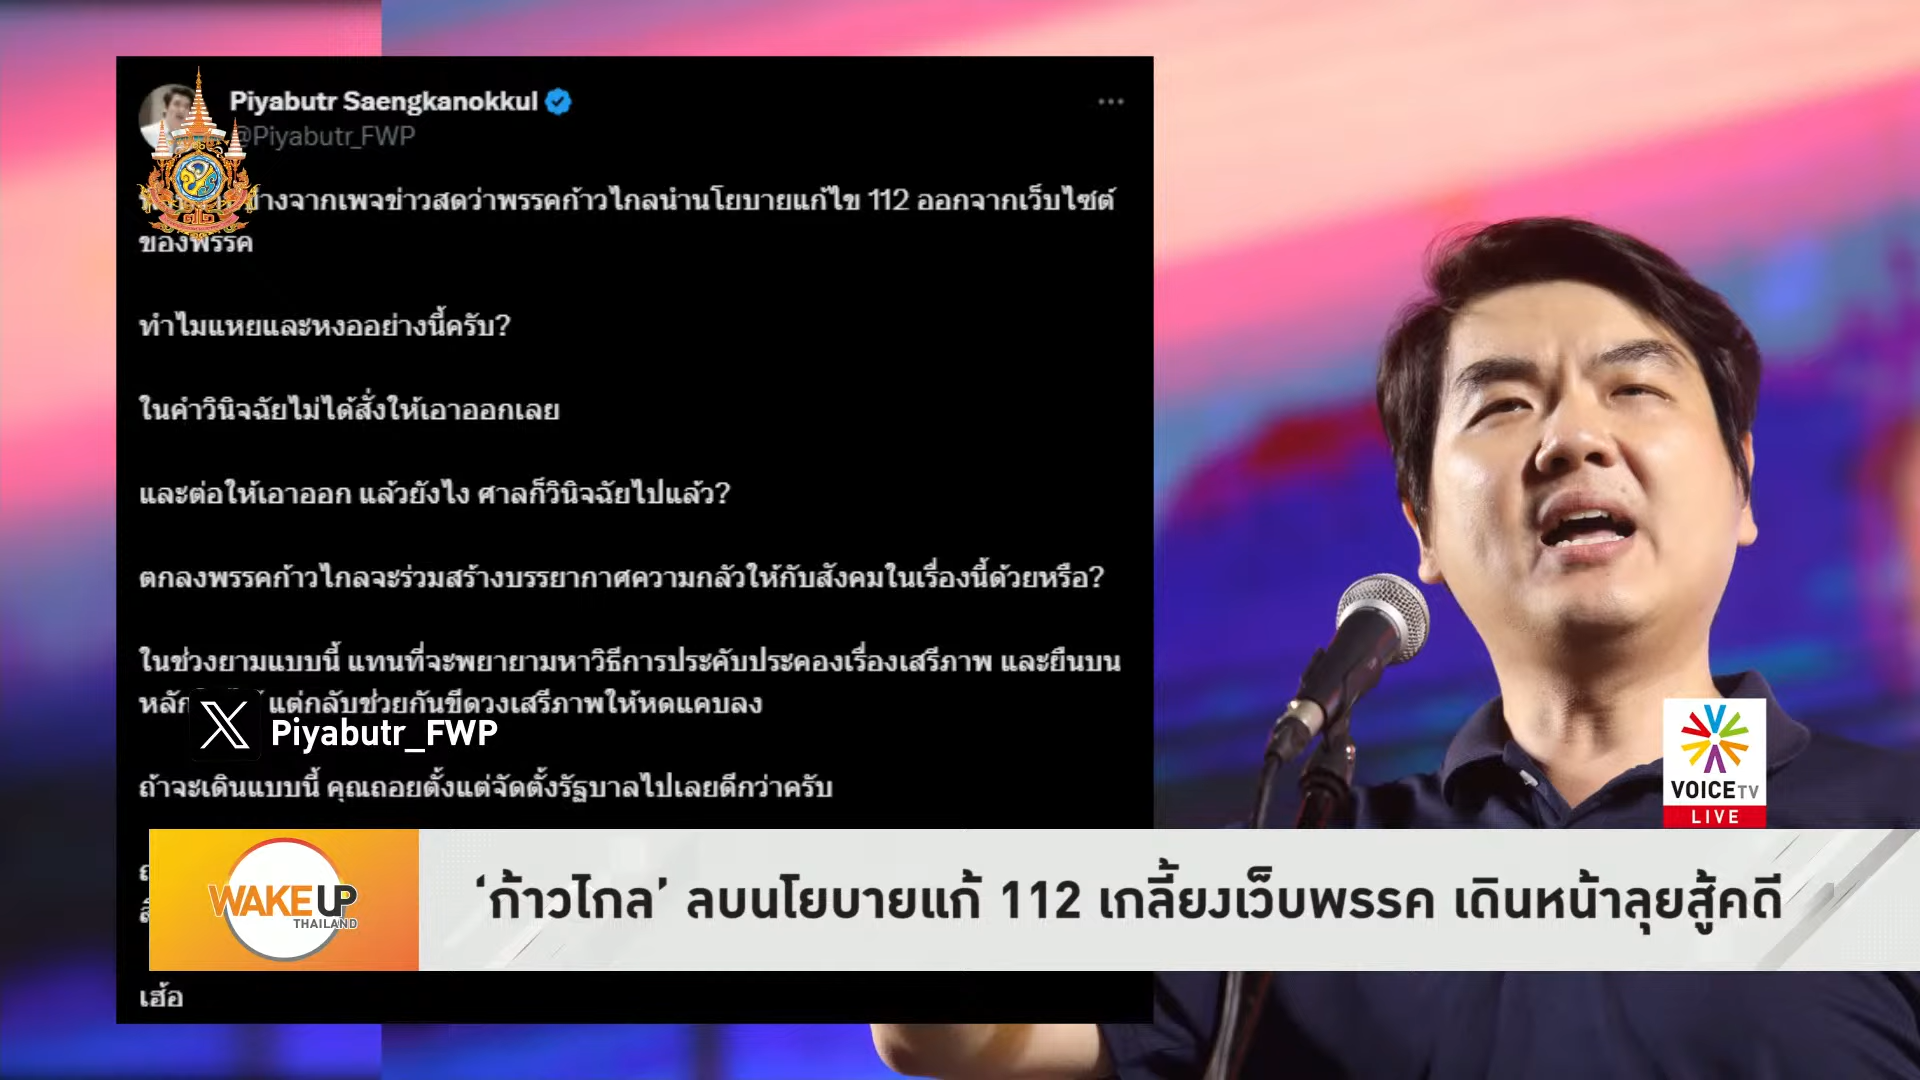 Piyabutr Saengkanokkul
@Piyabutr_FWP
างจากเพจข่าวสดว่าพรรคก้าวไกลนำนโยบายแก้ไข 112 ออกจากเว็บไซต์
ของพรรค
ทำไมแหยและหงออย่างนี้ครับ?
ในคำวินิจฉัยไม่ได้สั่งให้เอาออกเลย
และต่อให้เอาออก แล้วยังไง ศาลก็วินิจฉัยไปแล้ว?
ตกลงพรรคก้าวไกลจะร่วมสร้างบรรยากาศความกลัวให้กับสังคมในเรื่องนี้ด้วยหรือ?
ในช่วงยามแบบนี้ แทนที่จะพยายามหาวิธีการประคับประคองเรื่องเสรีภาพ และยืนบน
หลัก แต่กลับช่วยกันขีดวงเสรีภาพให้หดแคบลง
Piyabutr_FWP
ถ้าจะเดินแบบนี้ คุณถอยตั้งแต่จัดตั้งรัฐบาลไปเลยดีกว่าครับ
VOICE TV
LIVE
WAKE UP
THAILAND
‘ก้าวไกล’ ลบนโยบายแก้ 112 เกลี้ยงเว็บพรรค เดินหน้าลุยสู้คดี
เฮ้อ